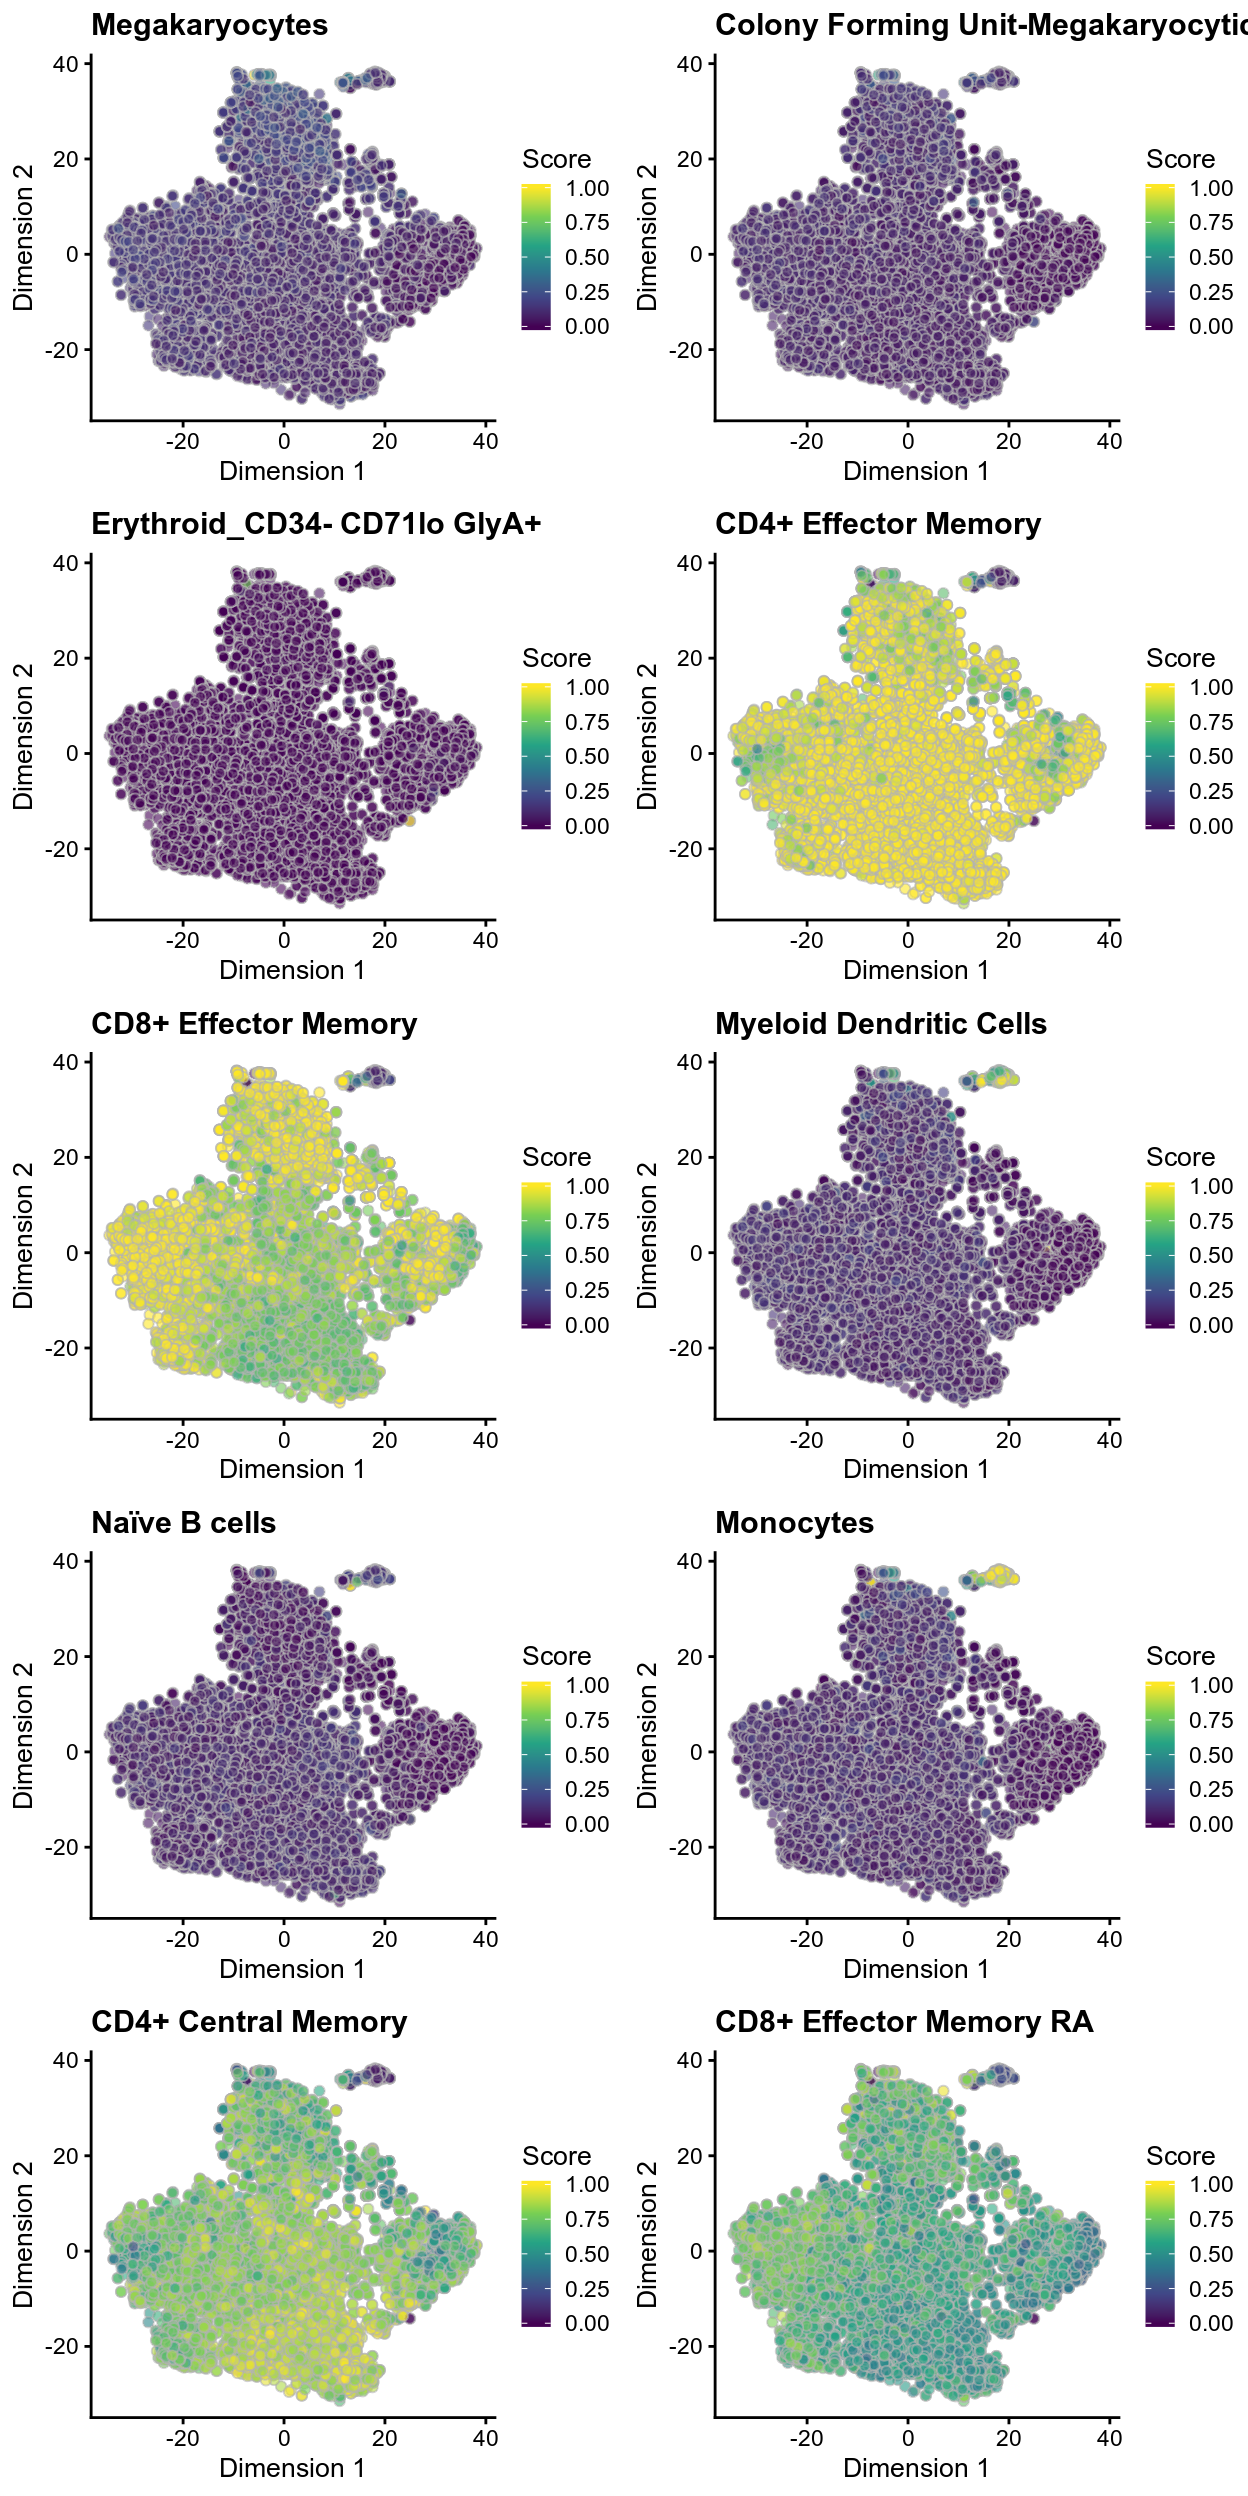 Megakaryocytes
40
20
0
-20
-20 0 20 40
Dimension 1
Dimension 2
Score
1.00
0.75
0.50
0.25
0.00
Colony Forming Unit-Megakaryocytic
40
20
0
-20
-20 0 20 40
Dimension 1
Dimension 2
Score
1.00
0.75
0.50
0.25
0.00
Erythroid_CD34- CD71lo GlyA+
40
20
0
-20
-20 0 20 40
Dimension 1
Dimension 2
Score
1.00
0.75
0.50
0.25
0.00
CD4+ Effector Memory
40
20
0
-20
-20 0 20 40
Dimension 1
Dimension 2
Score
1.00
0.75
0.50
0.25
0.00
CD8+ Effector Memory
40
20
0
-20
-20 0 20 40
Dimension 1
Dimension 2
Score
1.00
0.75
0.50
0.25
0.00
Myeloid Dendritic Cells
40
20
0
-20
-20 0 20 40
Dimension 1
Dimension 2
Score
1.00
0.75
0.50
0.25
0.00
Naïve B cells
40
20
0
-20
-20 0 20 40
Dimension 1
Dimension 2
Score
1.00
0.75
0.50
0.25
0.00
Monocytes
40
20
0
-20
-20 0 20 40
Dimension 1
Dimension 2
Score
1.00
0.75
0.50
0.25
0.00
CD4+ Central Memory
40
20
0
-20
-20 0 20 40
Dimension 1
Dimension 2
Score
1.00
0.75
0.50
0.25
0.00
CD8+ Effector Memory RA
40
20
0
-20
-20 0 20 40
Dimension 1
Dimension 2
Score
1.00
0.75
0.50
0.25
0.00